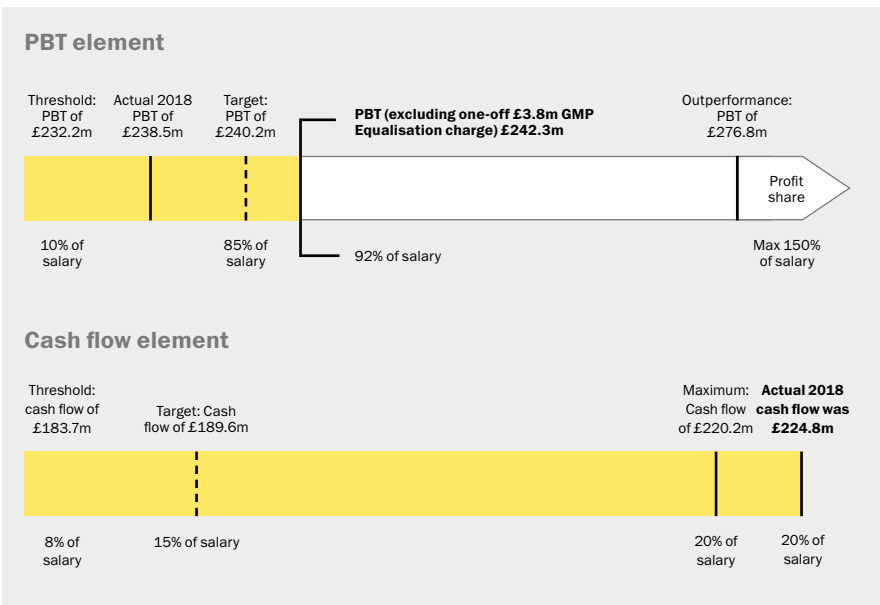 PBT element
Threshold:
PBT of
£232.2m
Actual 2018
PBT of
£238.5m
Target:
PBT of
£240.2m
PBT (excluding one-off £3.8m GMP
Equalisation charge) £242.3m
Outperformance:
PBT of
£276.8m
Profit
share
10% of
salary
85% of
salary
92% of salary
Max 150%
of salary
Cash flow element
Threshold:
cash flow of
£183.7m
Target: Cash
flow of £189.6m
Maximum:
Cash flow
of £220.2m
Actual 2018
cash flow was
£224.8m
8% of
salary
15% of salary
20% of
salary
20% of
salary